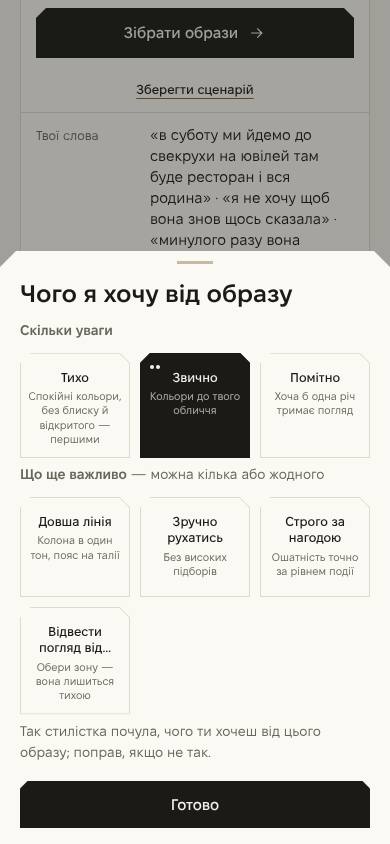 Зібрати образи →
Зберегти сценарій
Твої слова
«в суботу ми йдемо до
свекрухи на ювілей там
буде ресторан і вся
родина» · «я не хочу щоб
вона знов щось сказала» ·
«минулого разу вона
Чого я хочу від образу
Скільки уваги
Тихо
Спокійні кольори,
без блиску й
відкритого —
першими
Звично
Кольори до твого
обличчя
Помітно
Хоча б одна річ
тримає погляд
Що ще важливо — можна кілька або жодного
Довша лінія
Колона в один
тон, пояс на талії
Зручно
рухатись
Без високих
підборів
Строго за
нагодою
Ошатність точно
за рівнем події
Відвести
погляд від…
Обери зону —
вона лишиться
тихою
Так стилістка почула, чого ти хочеш від цього
образу; поправ, якщо не так.
Готово